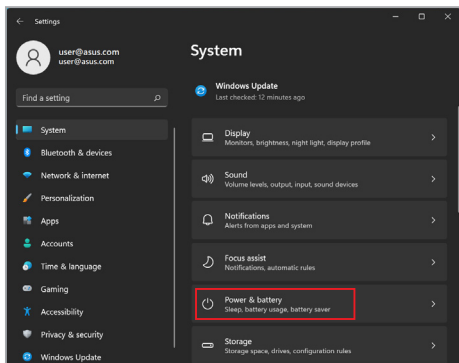 Settings
user@asus.com
user@asus.com
Find a setting
System
Bluetooth & devices
Network & internet
Personalization
Apps
Accounts
Time & language
Gaming
Accessibility
Privacy & security
Windows Update
System
Windows Update
Last checked: 12 minutes ago
Display
Monitors, brightness, night light, display profile
Sound
Volume levels, output, input, sound devices
Notifications
Alerts from apps and system
Focus assist
Notifications, automatic rules
Power & battery
Sleep, battery usage, battery saver
Storage
Storage space, drives, configuration rules